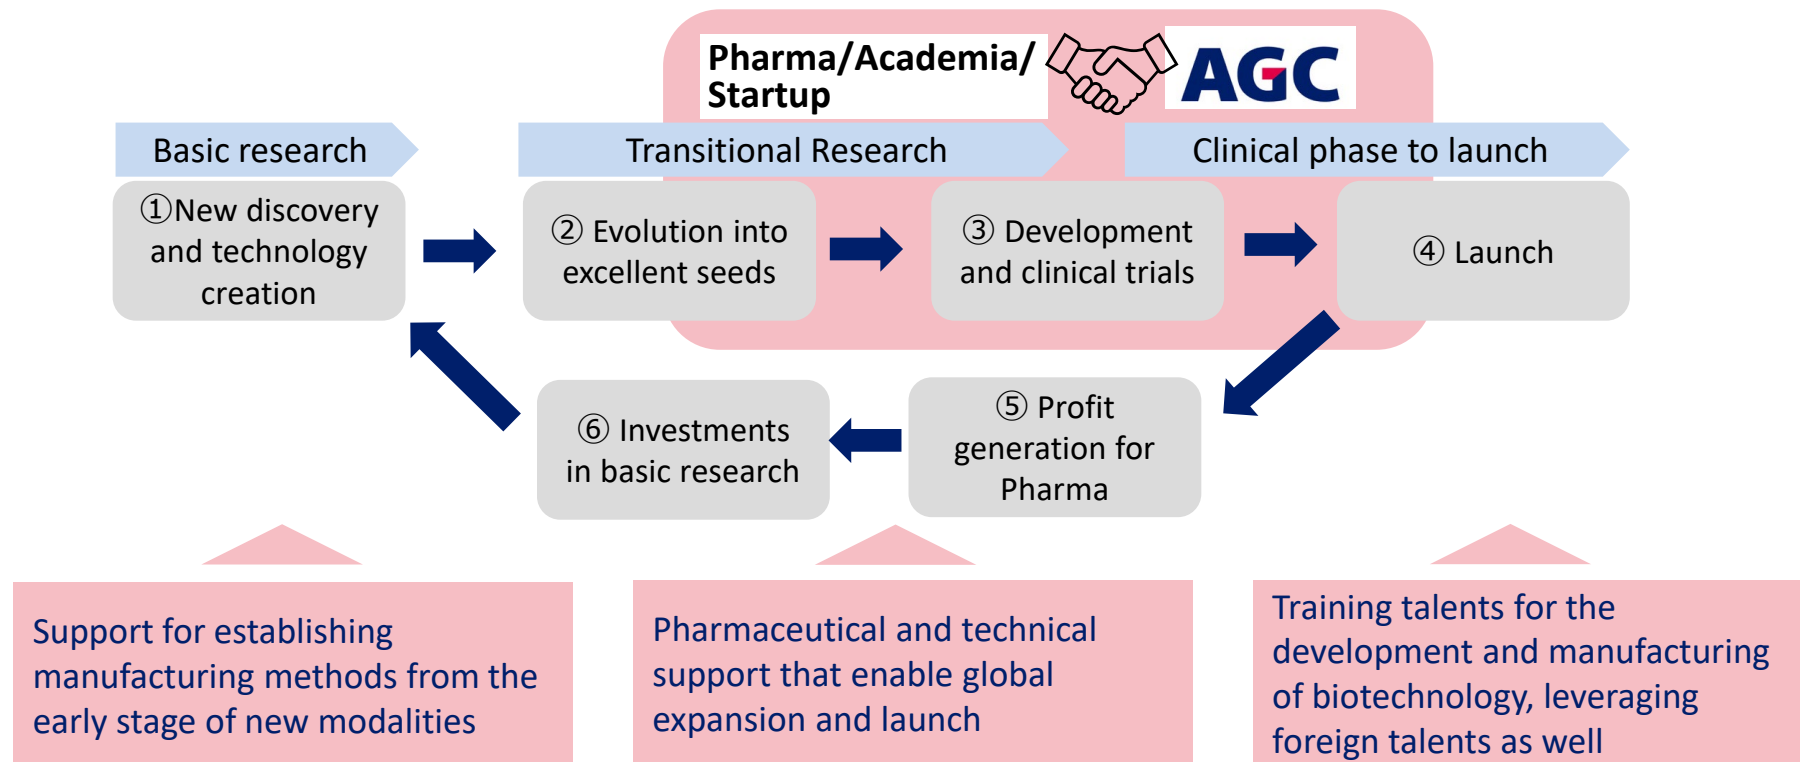 Pharma/Academia/
Startup
AGC
Basic research
Transitional Research
Clinical phase to launch
①New discovery
and technology
creation
② Evolution into
excellent seeds
③ Development
and clinical trials
④ Launch
⑤ Profit
generation for
Pharma
⑥ Investments
in basic research
Support for establishing
manufacturing methods from the
early stage of new modalities
Pharmaceutical and technical
support that enable global
expansion and launch
Training talents for the
development and manufacturing
of biotechnology, leveraging
foreign talents as well